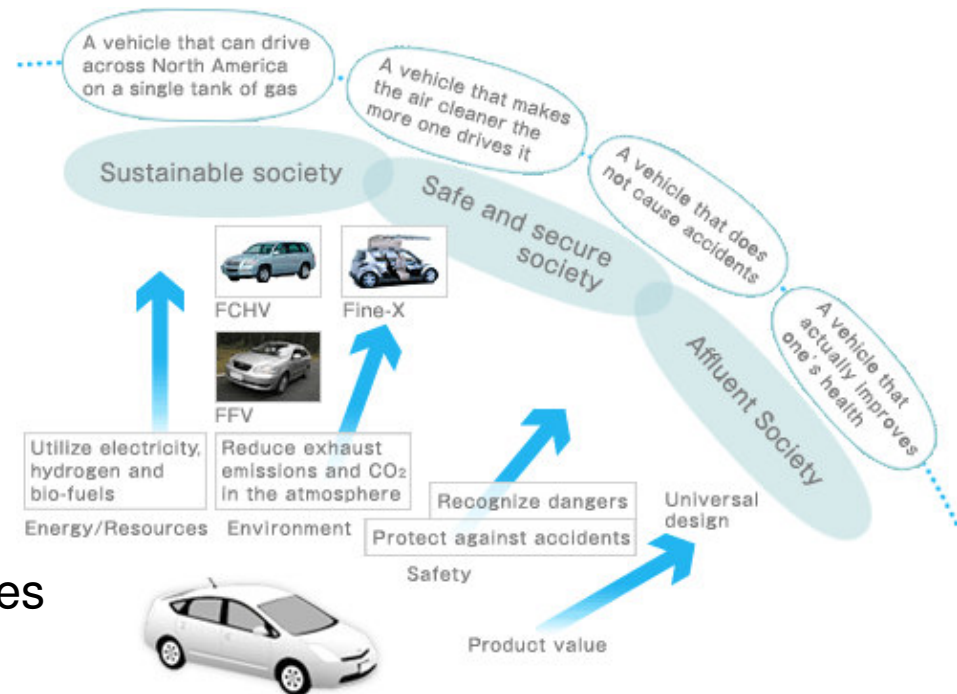 A vehicle that can drive
across North America
on a single tank of gas
A vehicle that makes
the air cleaner the
more one drives it
A vehicle that does
not cause accidents
A vehicle that
actually improves
one's health
Sustainable society
Safe and secure
society
Affluent Society
FCHV
Fine-X
FFV
Utilize electricity,
hydrogen and
bio-fuels
Energy/Resources
Reduce exhaust
emissions and CO₂
in the atmosphere
Environment
Recognize dangers
Protect against accidents
Safety
Universal
design
Product value
es